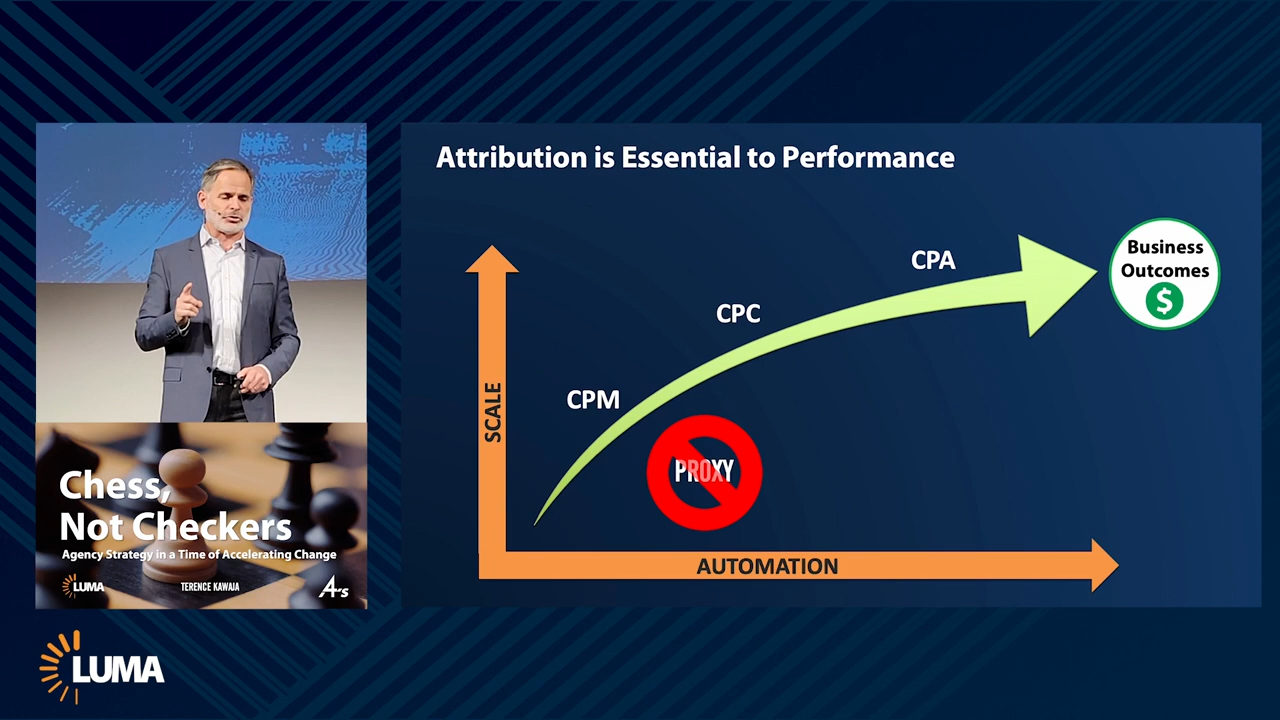 Attribution is Essential to Performance
CPA
Business
Outcomes
$
CPC
CPM
SCALE
PROXY
AUTOMATION
Chess,
Not Checkers
Agency Strategy in a Time of Accelerating Change
LUMA
TERENCE KAWAJA
4As
LUMA